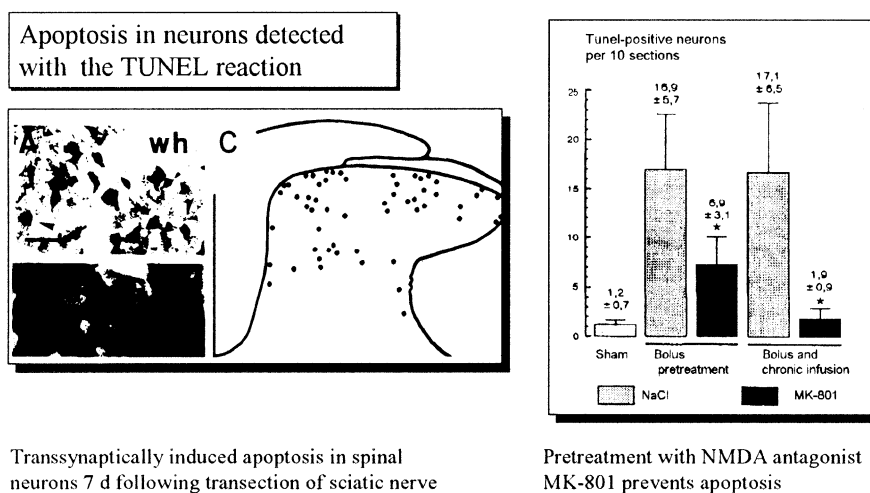 Apoptosis in neurons detected
with the TUNEL reaction
A
wh
C
Transsynaptically induced apoptosis in spinal
neurons 7 d following transection of sciatic nerve
Tunel-positive neurons
per 10 sections
25
20
15
10
5
0
1,2
± 0,7
16,9
± 5,7
6,9
± 3,1
*
17,1
± 6,5
1,9
± 0,9
*
Sham
Bolus
pretreatment
Bolus and
chronic infusion
NaCl
MK-801
Pretreatment with NMDA antagonist
MK-801 prevents apoptosis